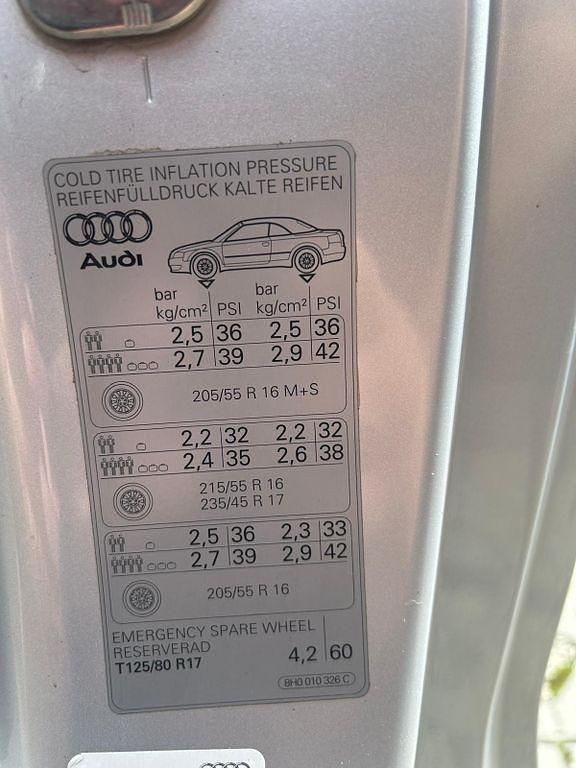 COLD TIRE INFLATION PRESSURE
REIFENFÜLLDRUCK KALTE REIFEN
Audi
bar bar
kg/cm² PSI kg/cm² PSI
2,5 36 2,5 36
2,7 39 2,9 42
205/55 R 16 M+S
2,2 32 2,2 32
2,4 35 2,6 38
215/55 R 16
235/45 R 17
2,5 36 2,3 33
2,7 39 2,9 42
205/55 R 16
EMERGENCY SPARE WHEEL
RESERVERAD
T125/80 R17 4,2 60
8H0 010 326 C